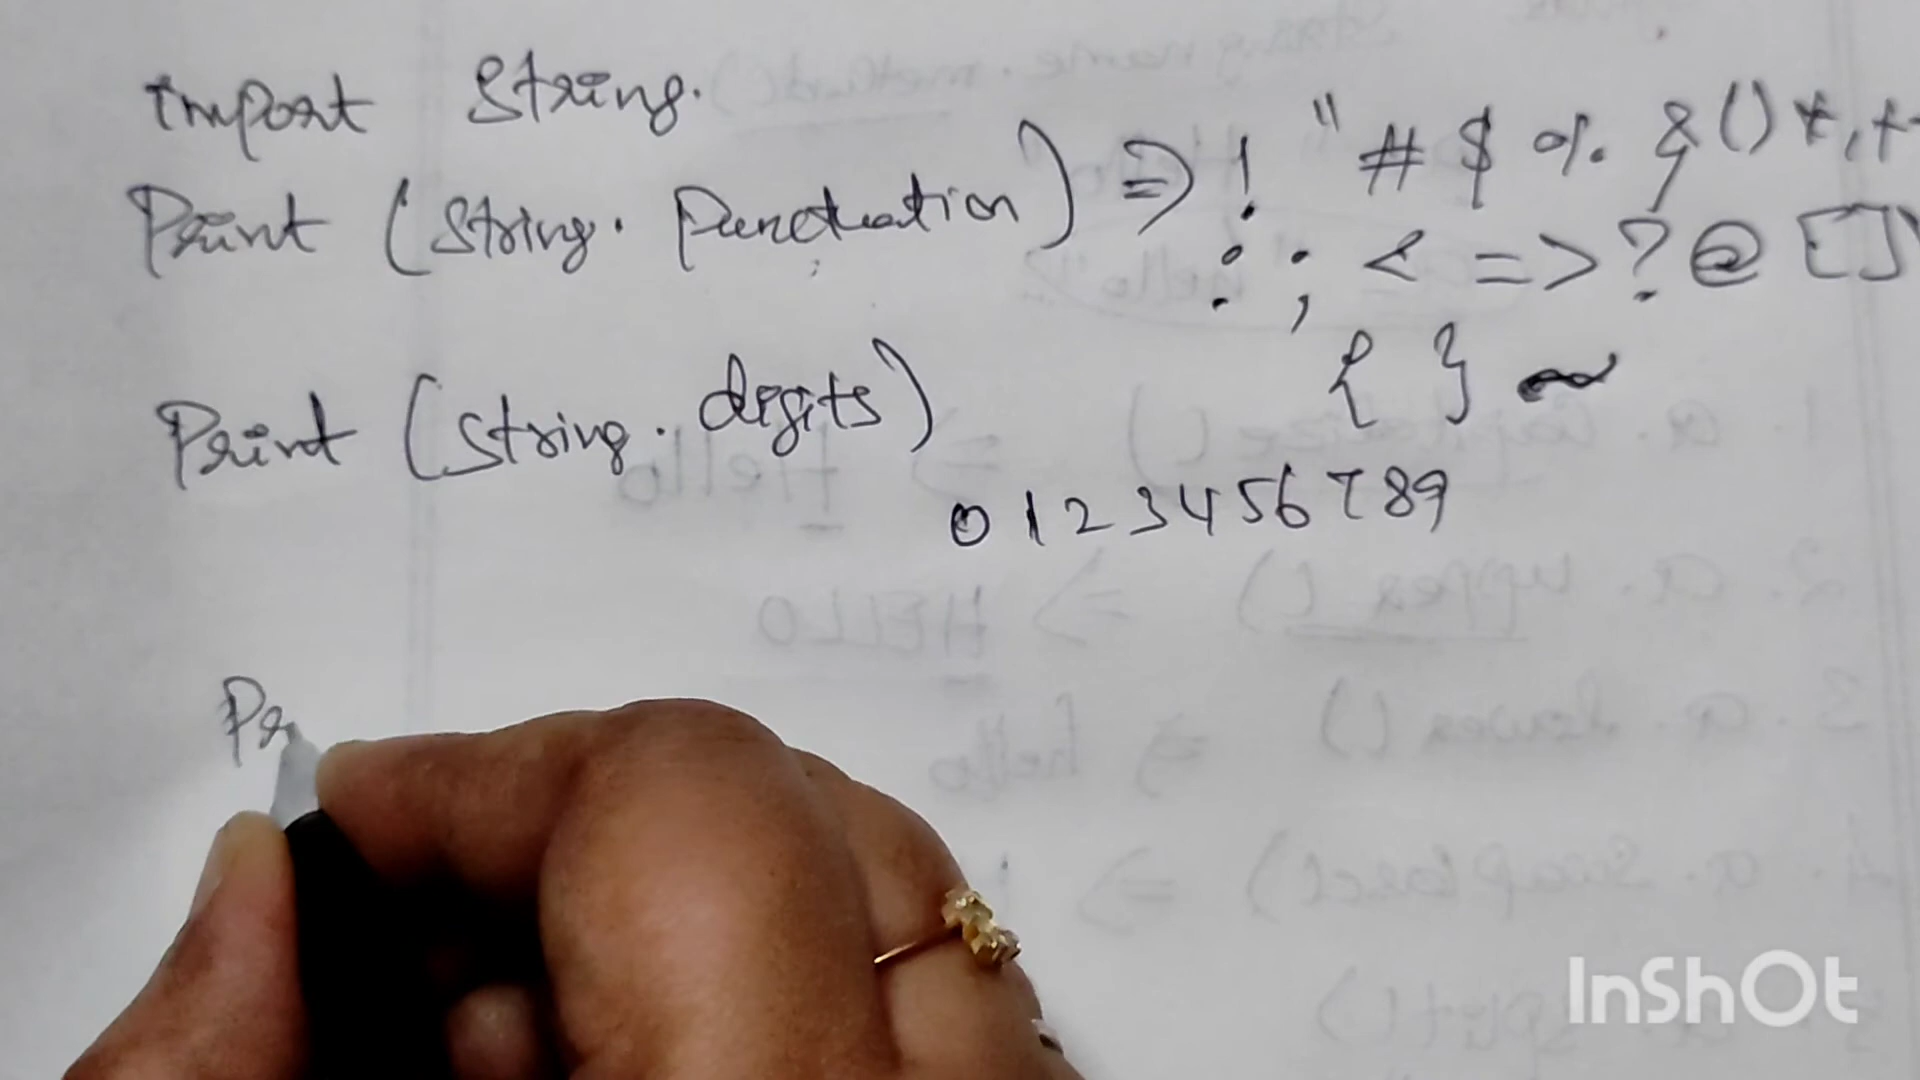 import string.
Print (string. punctuation) => ! " # $ % & () * , +
: ; < = > ? @ []
{ } ~
Print (string. digits)
0 1 2 3 4 5 6 7 8 9
Pr
InShOt